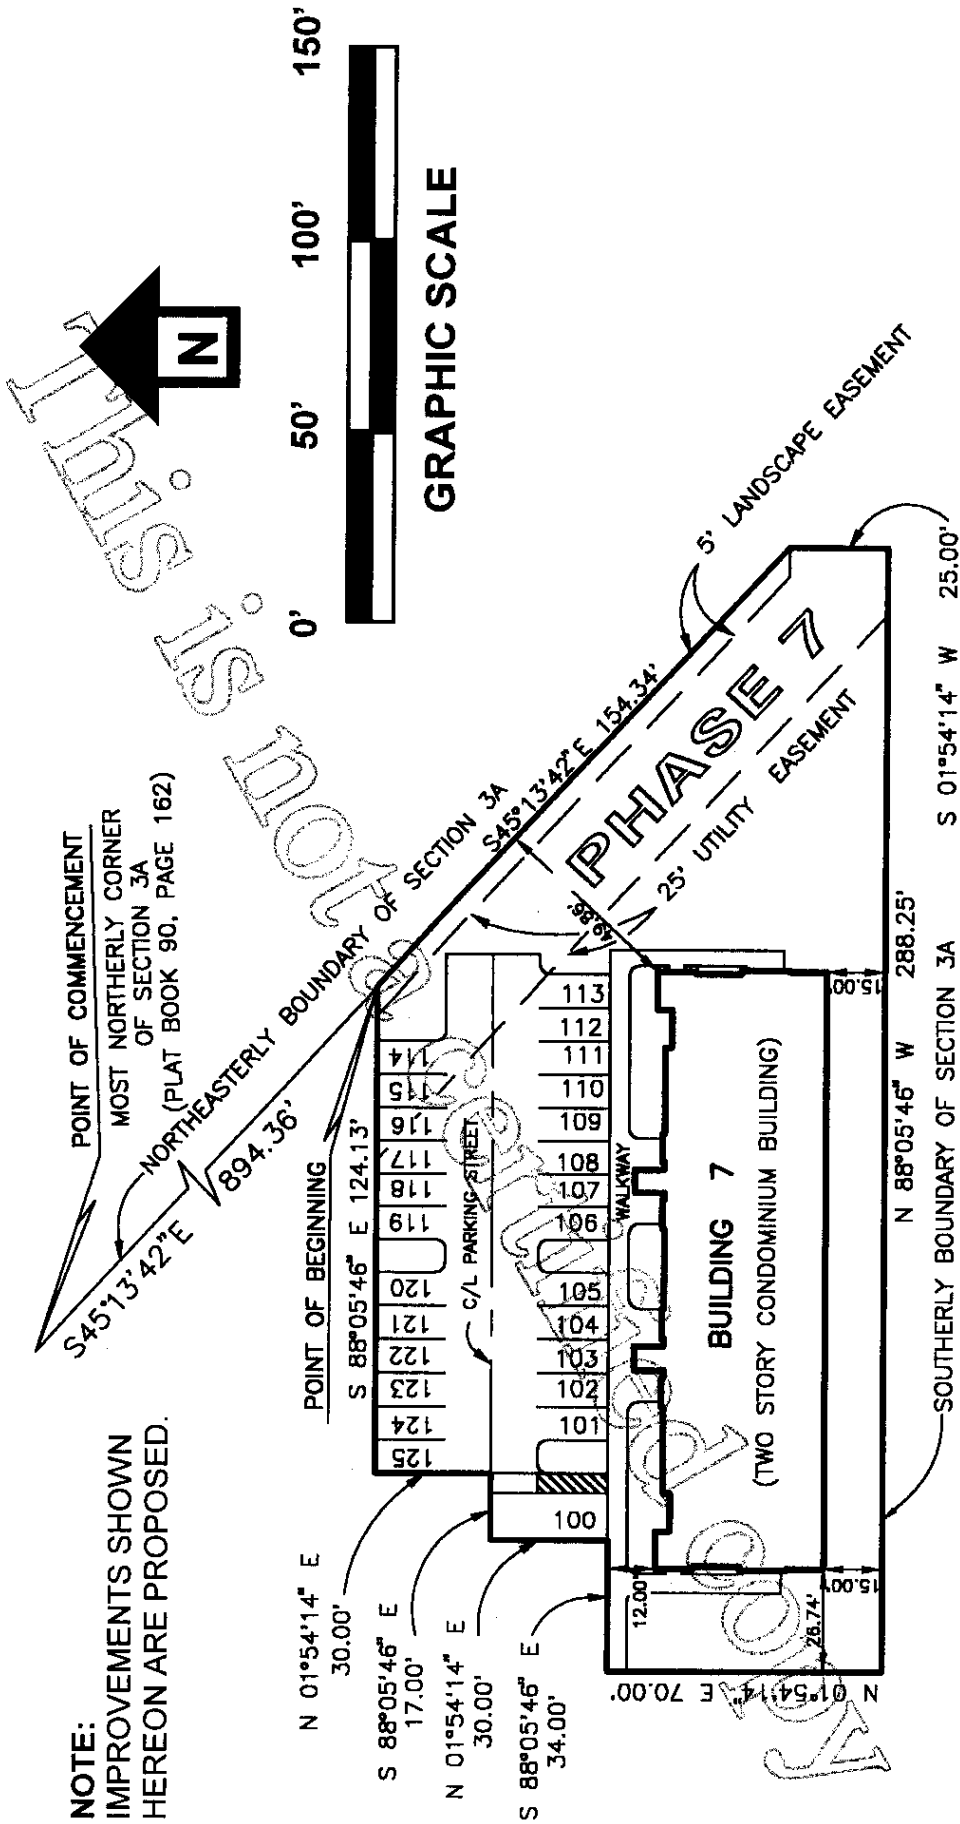 NOTE:
IMPROVEMENTS SHOWN
HEREON ARE PROPOSED.
POINT OF COMMENCEMENT
MOST NORTHERLY CORNER
OF SECTION 3A
(PLAT BOOK 90, PAGE 162)
N
0' 50' 100' 150'
GRAPHIC SCALE
This is not a certified copy
S45°13'42"E
894.36'
NORTHEASTERLY BOUNDARY OF SECTION 3A
POINT OF BEGINNING
S 88°05'46" E 124.13'
S45°13'42"E 154.34'
5' LANDSCAPE EASEMENT
N 01°54'14" E
30.00'
S 88°05'46" E
17.00'
N 01°54'14" E
30.00'
S 88°05'46" E
34.00'
125 124 123 122 121 120 119 118 117 116 115 114
C/L PARKING STREET
100 101 102 103 104 105 106 107 108 109 110 111 112 113
WALKWAY
49.86'
PHASE 7
25' UTILITY EASEMENT
12.00'
BUILDING 7
(TWO STORY CONDOMINIUM BUILDING)
26.74'
15.00'
15.00'
N 01°54'14" E 70.00'
N 88°05'46" W 288.25'
S 01°54'14" W 25.00'
SOUTHERLY BOUNDARY OF SECTION 3A